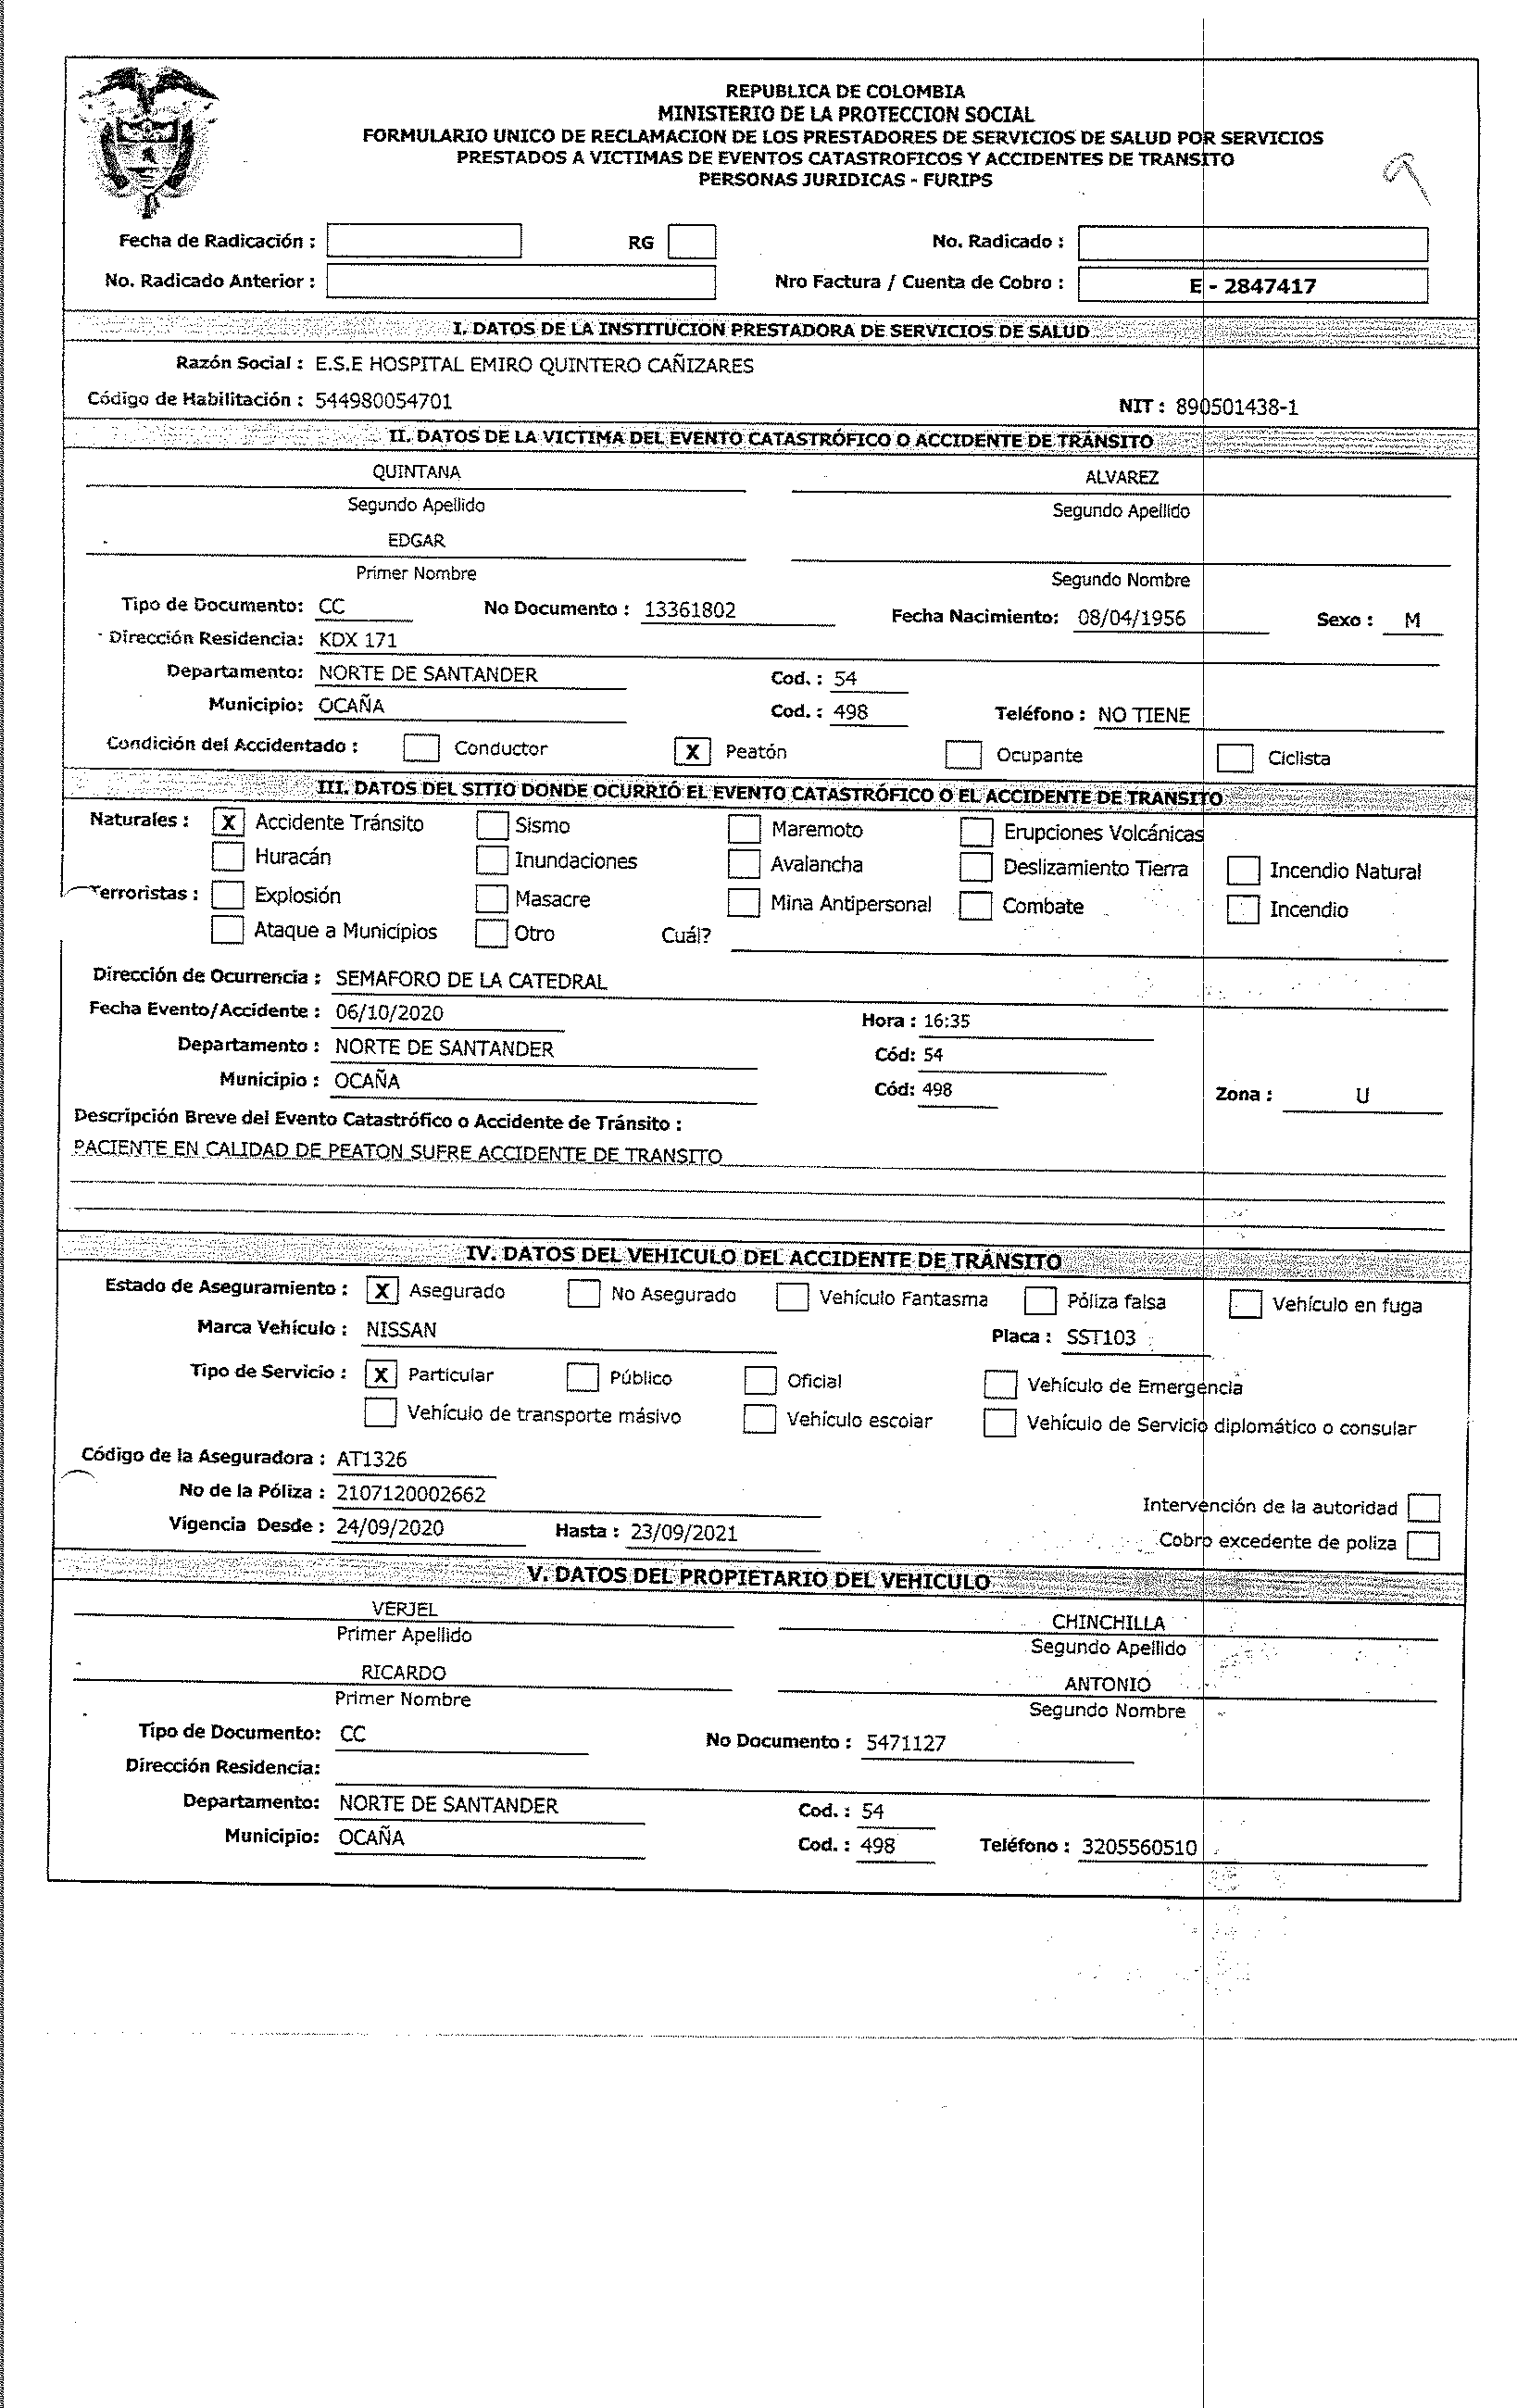 REPUBLICA DE COLOMBIA
MINISTERIO DE LA PROTECCION SOCIAL
FORMULARIO UNICO DE RECLAMACION DE LOS PRESTADORES DE SERVICIOS DE SALUD POR SERVICIOS
PRESTADOS A VICTIMAS DE EVENTOS CATASTROFICOS Y ACCIDENTES DE TRANSITO
PERSONAS JURIDICAS - FURIPS
Fecha de Radicación : RG No. Radicado :
No. Radicado Anterior : Nro Factura / Cuenta de Cobro : E - 2847417
I. DATOS DE LA INSTITUCION PRESTADORA DE SERVICIOS DE SALUD
Razón Social : E.S.E HOSPITAL EMIRO QUINTERO CAÑIZARES
Código de Habilitación : 544980054701 NIT : 890501438-1
II. DATOS DE LA VICTIMA DEL EVENTO CATASTRÓFICO O ACCIDENTE DE TRÁNSITO
QUINTANA ALVAREZ
Segundo Apellido Segundo Apellido
EDGAR
Primer Nombre Segundo Nombre
Tipo de Documento: CC No Documento : 13361802 Fecha Nacimiento: 08/04/1956 Sexo : M
Dirección Residencia: KDX 171
Departamento: NORTE DE SANTANDER Cod. : 54
Municipio: OCAÑA Cod. : 498 Teléfono : NO TIENE
Condición del Accidentado : Conductor X Peatón Ocupante Ciclista
III. DATOS DEL SITIO DONDE OCURRIÓ EL EVENTO CATASTRÓFICO O EL ACCIDENTE DE TRANSITO
Naturales : X Accidente Tránsito Sismo Maremoto Erupciones Volcánicas
Huracán Inundaciones Avalancha Deslizamiento Tierra Incendio Natural
Terroristas : Explosión Masacre Mina Antipersonal Combate Incendio
Ataque a Municipios Otro Cuál?
Dirección de Ocurrencia : SEMAFORO DE LA CATEDRAL
Fecha Evento/Accidente : 06/10/2020 Hora : 16:35
Departamento : NORTE DE SANTANDER Cód: 54
Municipio : OCAÑA Cód: 498 Zona : U
Descripción Breve del Evento Catastrófico o Accidente de Tránsito :
PACIENTE EN CALIDAD DE PEATON SUFRE ACCIDENTE DE TRANSITO
IV. DATOS DEL VEHICULO DEL ACCIDENTE DE TRÁNSITO
Estado de Aseguramiento : X Asegurado No Asegurado Vehículo Fantasma Póliza falsa Vehículo en fuga
Marca Vehículo : NISSAN Placa : SST103
Tipo de Servicio : X Particular Público Oficial Vehículo de Emergencia
Vehículo de transporte másivo Vehículo escolar Vehículo de Servicio diplomático o consular
Código de la Aseguradora : AT1326
No de la Póliza : 2107120002662 Intervención de la autoridad
Vigencia Desde : 24/09/2020 Hasta : 23/09/2021 Cobro excedente de poliza
V. DATOS DEL PROPIETARIO DEL VEHICULO
VERJEL CHINCHILLA
Primer Apellido Segundo Apellido
RICARDO ANTONIO
Primer Nombre Segundo Nombre
Tipo de Documento: CC No Documento : 5471127
Dirección Residencia:
Departamento: NORTE DE SANTANDER Cod. : 54
Municipio: OCAÑA Cod. : 498 Teléfono : 3205560510